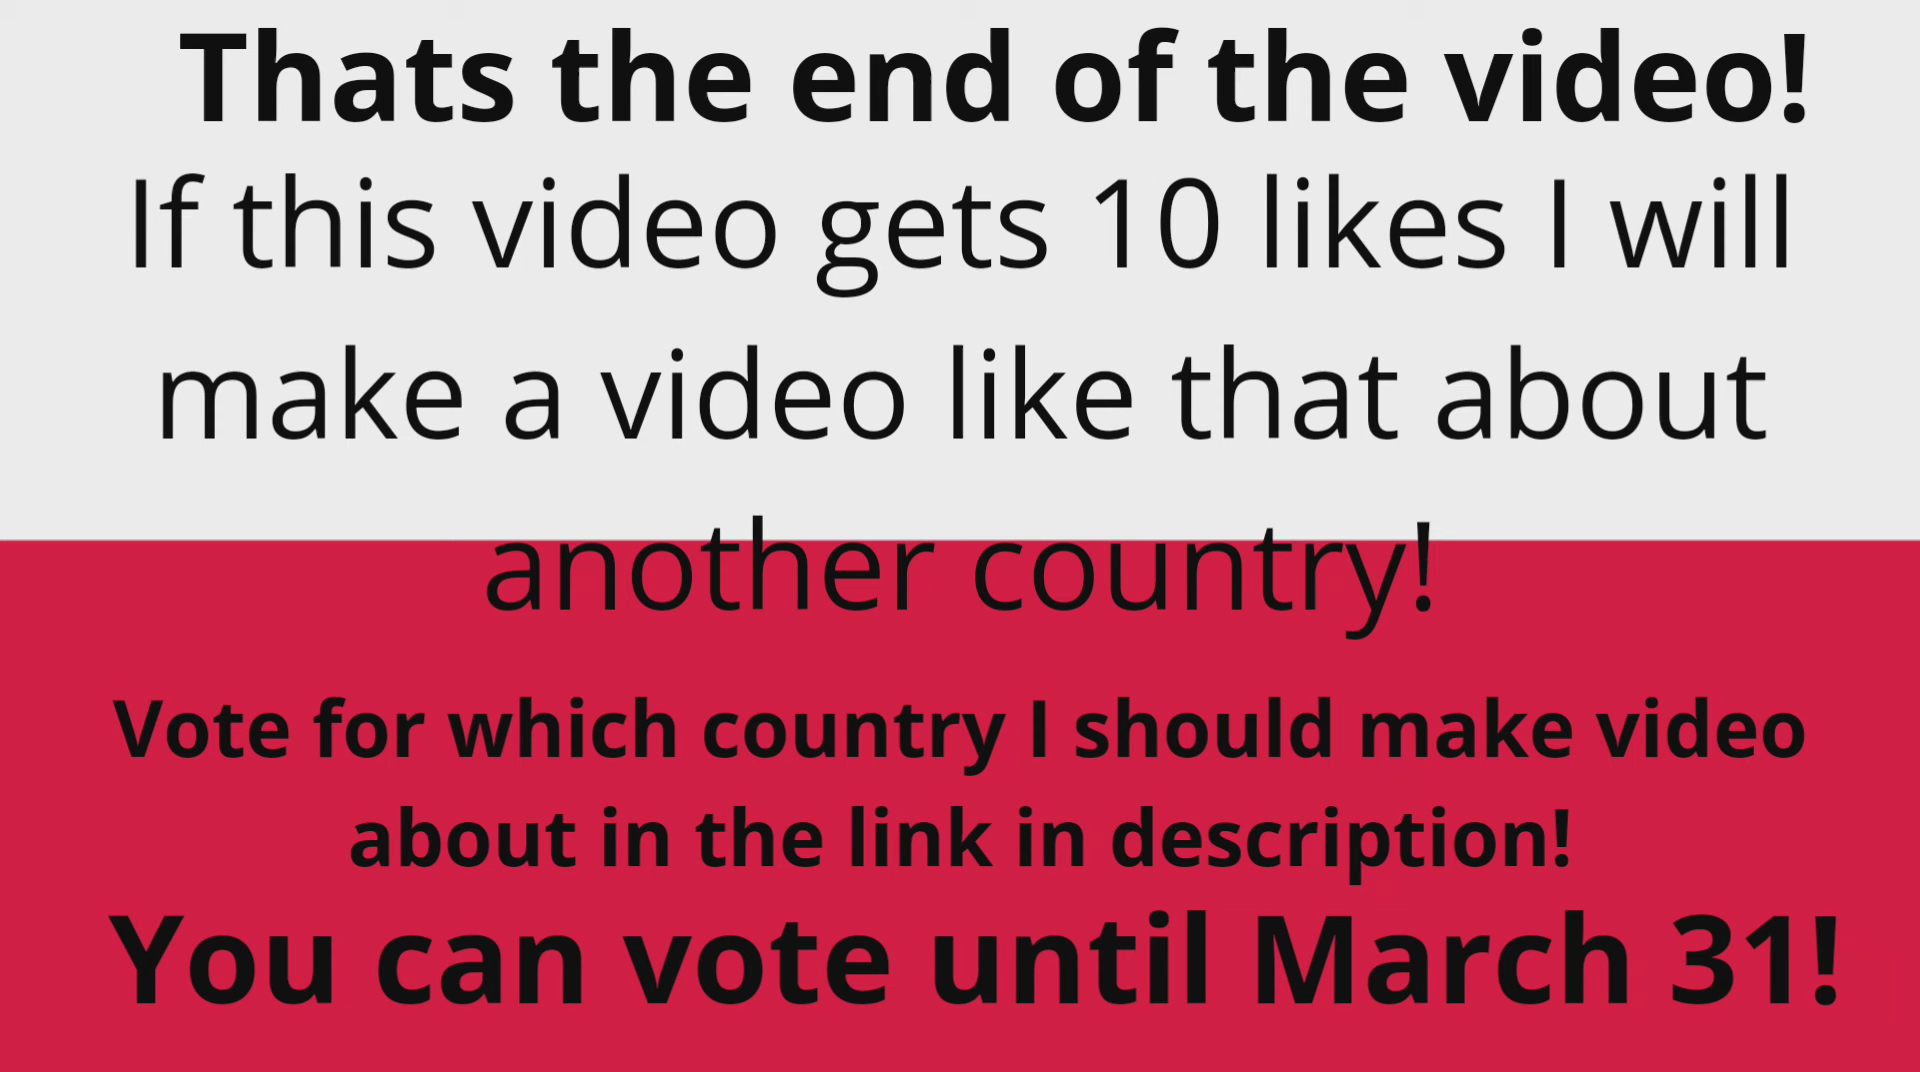 Thats the end of the video!
If this video gets 10 likes I will
make a video like that about
another country!
Vote for which country I should make video
about in the link in description!
You can vote until March 31!